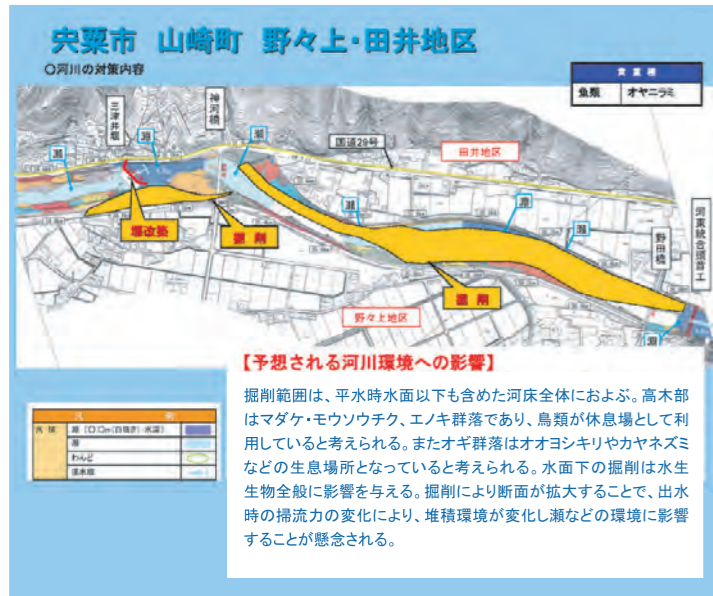 宍粟市 山崎町 野々上・田井地区
○河川の対策内容
貴重種
魚類 オヤニラミ
三津井堰
神河橋
瀬
淵
瀬
国道29号
田井地区
堰改築
掘削
瀬
淵
瀬
野田橋
河東統合頭首工
掘削
野々上地区
淵
【予想される河川環境への影響】
掘削範囲は、平水時水面以下も含めた河床全体におよぶ。高木部
はマダケ・モウソウチク、エノキ群落であり、鳥類が休息場として利
用していると考えられる。またオギ群落はオオヨシキリやカヤネズミ
などの生息場所となっていると考えられる。水面下の掘削は水生
生物全般に影響を与える。掘削により断面が拡大することで、出水
時の掃流力の変化により、堆積環境が変化し瀬などの環境に影響
することが懸念される。
凡例
わんど